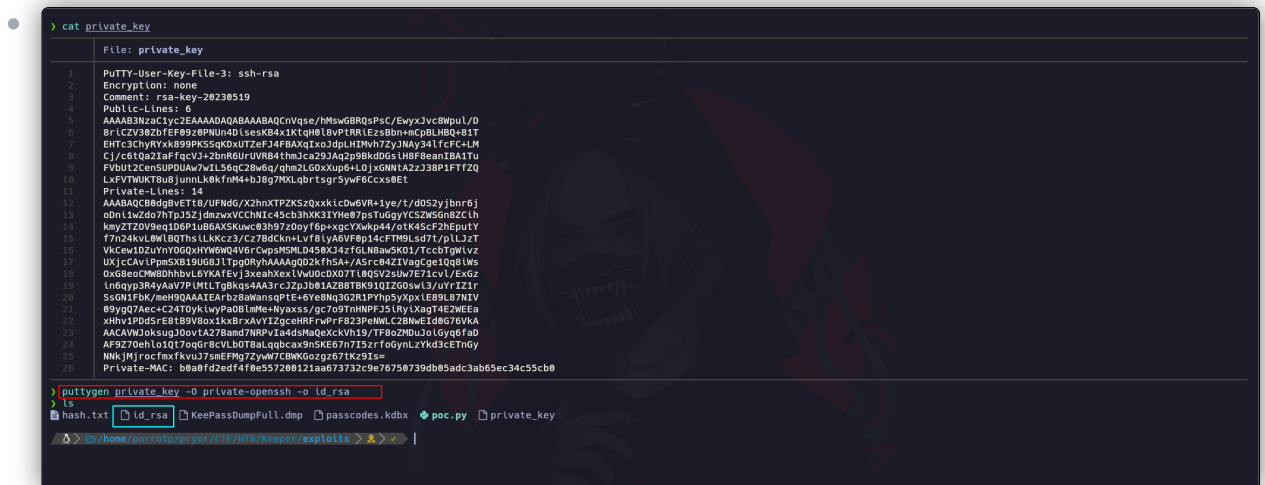 ❯ cat private_key
File: private_key
1 PuTTY-User-Key-File-3: ssh-rsa
2 Encryption: none
3 Comment: rsa-key-20230519
4 Public-Lines: 6
5 AAAAB3NzaC1yc2EAAAADAQABAAABAQCnVqse/hMswGBRQsPsC/EwyxJvc8Wpul/D
6 8riCZV30ZbfEF09z0PNUn4DisesKB4x1KtqH0l8vPtRRiEzsBbn+mCpBLHBQ+81T
7 EHTc3ChyRYxk899PKSSqKDxUTZeFJ4FBAXqIxoJdpLHIMvh7ZyJNAy34lfcFC+LM
8 Cj/c6tQa2IaFfqcVJ+2bnR6UrUVRB4thmJca29JAq2p9BkdDGsiH8F8eanIBA1Tu
9 FVbUt2CenSUPDUAw7wIL56qC28w6q/qhm2LGOxXup6+LOjxGNNtA2zJ38P1FTfZQ
10 LxFVTWUKT8u8junnLk0kfnM4+bJ8g7MXLqbrtsgr5ywF6Ccxs0Et
11 Private-Lines: 14
12 AAABAQCB0dgBvETt8/UFNdG/X2hnXTPZKSzQxxkicDw6VR+1ye/t/dOS2yjbnr6j
13 oDni1wZdo7hTpJ5ZjdmzwxVCChNIc45cb3hXK3IYHe07psTuGgyYCSZWSGn8ZCih
14 kmyZTZOV9eq1D6P1uB6AXSKuwc03h97zOoyf6p+xgcYXwkp44/otK4ScF2hEputY
15 f7n24kvL0WlBQThsiLkKcz3/Cz7BdCkn+Lvf8iyA6VF0p14cFTM9Lsd7t/plLJzT
16 VkCew1DZuYnYOGQxHYW6WQ4V6rCwpsMSMLD450XJ4zfGLN8aw5KO1/TccbTgWivz
17 UXjcCAviPpmSXB19UG8JlTpgORyhAAAAgQD2kfhSA+/ASrc04ZIVagCge1Qq8iWs
18 OxG8eoCMW8DhhbvL6YKAfEvj3xeahXexlVwUOcDXO7Ti0QSV2sUw7E71cvl/ExGz
19 in6qyp3R4yAaV7PiMtLTgBkqs4AA3rcJZpJb01AZB8TBK91QIZGOswi3/uYrIZ1r
20 SsGN1FbK/meH9QAAAIEArbz8aWansqPtE+6Ye8Nq3G2R1PYhp5yXpxiE89L87NIV
21 09ygQ7Aec+C24TOykiwyPaOBlmMe+Nyaxss/gc7o9TnHNPFJ5iRyiXagT4E2WEEa
22 xHhv1PDdSrE8tB9V8ox1kxBrxAvYIZgceHRFrwPrF823PeNWLC2BNwEId0G76VkA
23 AACAVWJoksugJOovtA27Bamd7NRPvIa4dsMaQeXckVh19/TF8oZMDuJoiGyq6faD
24 AF9Z7Oehlo1Qt7oqGr8cVLbOT8aLqqbcax9nSKE67n7I5zrfoGynLzYkd3cETnGy
25 NNkjMjrocfmxfkvuJ7smEFMg7ZywW7CBWKGozgz67tKz9Is=
26 Private-MAC: b0a0fd2edf4f0e557200121aa673732c9e76750739db05adc3ab65ec34c55cb0
❯ puttygen private_key -O private-openssh -o id_rsa
❯ ls
hash.txt id_rsa KeePassDumpFull.dmp passcodes.kdbx poc.py private_key
/home/parrotp/pryor/CTF/HTB/Keeper/exploits